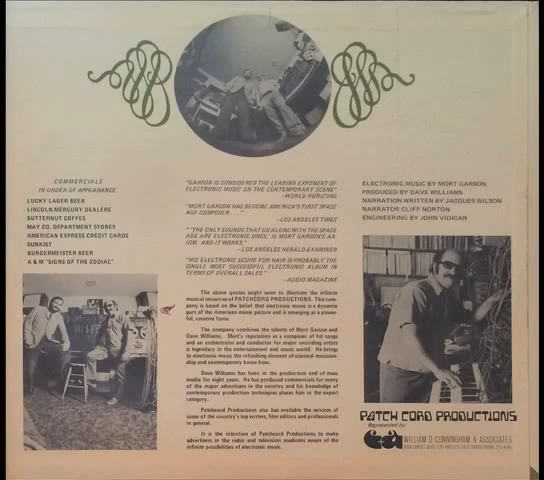 COMMERCIALS
IN ORDER OF APPEARANCE
LUCKY LAGER BEER
LINCOLN MERCURY DEALERS
BUTTERNUT COFFEE
MAY CO. DEPARTMENT STORES
AMERICAN EXPRESS CREDIT CARDS
SUNKIST
BURGERMEISTER BEER
A & M "SIGNS OF THE ZODIAC"
"GARSON IS CONSIDERED THE LEADING EXPONENT OF
ELECTRONIC MUSIC ON THE CONTEMPORARY SCENE"
—WORLD HORIZONS
"MORT GARSON HAS BECOME AMERICA'S FIRST SPACE
AGE COMPOSER . . ."
—LOS ANGELES TIMES
"'THE ONLY SOUNDS THAT GO ALONG WITH THE SPACE
AGE ARE ELECTRONIC ONES,' IS MORT GARSON'S AX-
IOM. AND IT WORKS."
—LOS ANGELES HERALD-EXAMINER
"HIS ELECTRONIC SCORE FOR HAIR IS PROBABLY THE
SINGLE MOST SUCCESSFUL ELECTRONIC ALBUM IN
TERMS OF OVERALL SALES."
—AUDIO MAGAZINE
The above quotes might serve to illustrate the infinite
musical resources of PATCHCORD PRODUCTIONS. This com-
pany is based on the belief that electronic music is a dynamic
part of the American music picture and is emerging as a power-
ful, creative force.
The company combines the talents of Mort Garson and
Dave Williams. Mort's reputation as a composer of hit songs
and an orchestrator and conductor for major recording artists
is legendary in the entertainment and music world. He brings
to electronic music the refreshing element of classical musician-
ship and contemporary know how.
Dave Williams has been in the production end of mass
media for eight years. He has produced commercials for many
of the major advertisers in the country and his knowledge of
contemporary production techniques places him in the expert
category.
Patchcord Productions also has available the services of
some of the country's top writers, film editors and professionals
in general.
It is the intention of Patchcord Productions to make
advertisers in the radio and television mediums aware of the
infinite possibilities of electronic music.
ELECTRONIC MUSIC BY MORT GARSON
PRODUCED BY DAVE WILLIAMS
NARRATION WRITTEN BY JACQUES WILSON
NARRATOR CLIFF NORTON
ENGINEERING BY JOHN VIDICAN
PATCH CORD PRODUCTIONS
Represented by:
WILLIAM D. CUNNINGHAM & ASSOCIATES